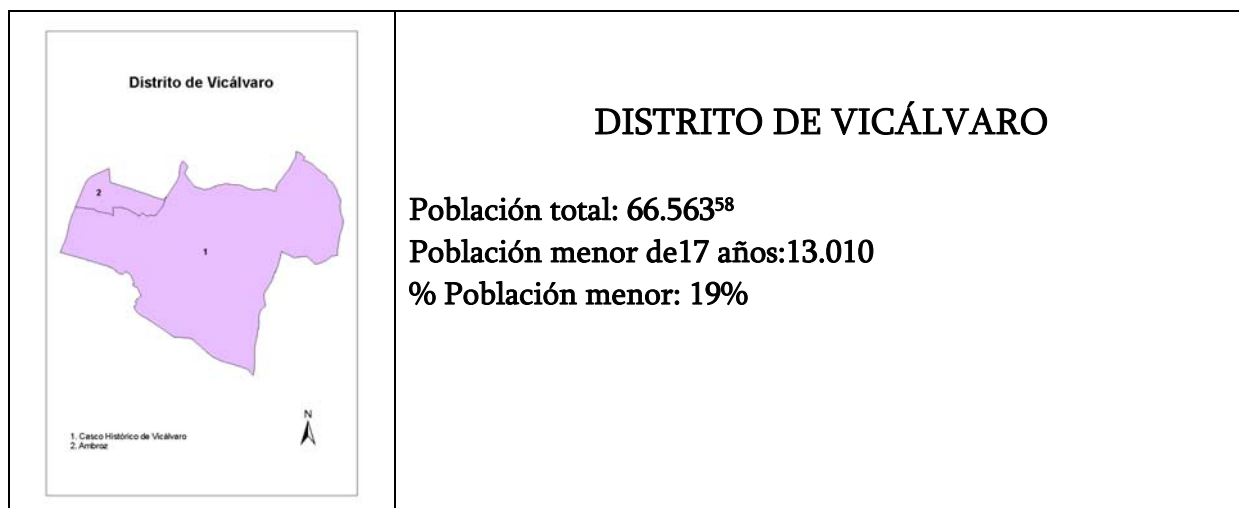 Distrito de Vicálvaro
2
1
N
1. Casco Histórico de Vicálvaro
2. Ambroz
DISTRITO DE VICÁLVARO
Población total: 66.563⁵⁸
Población menor de17 años:13.010
% Población menor: 19%